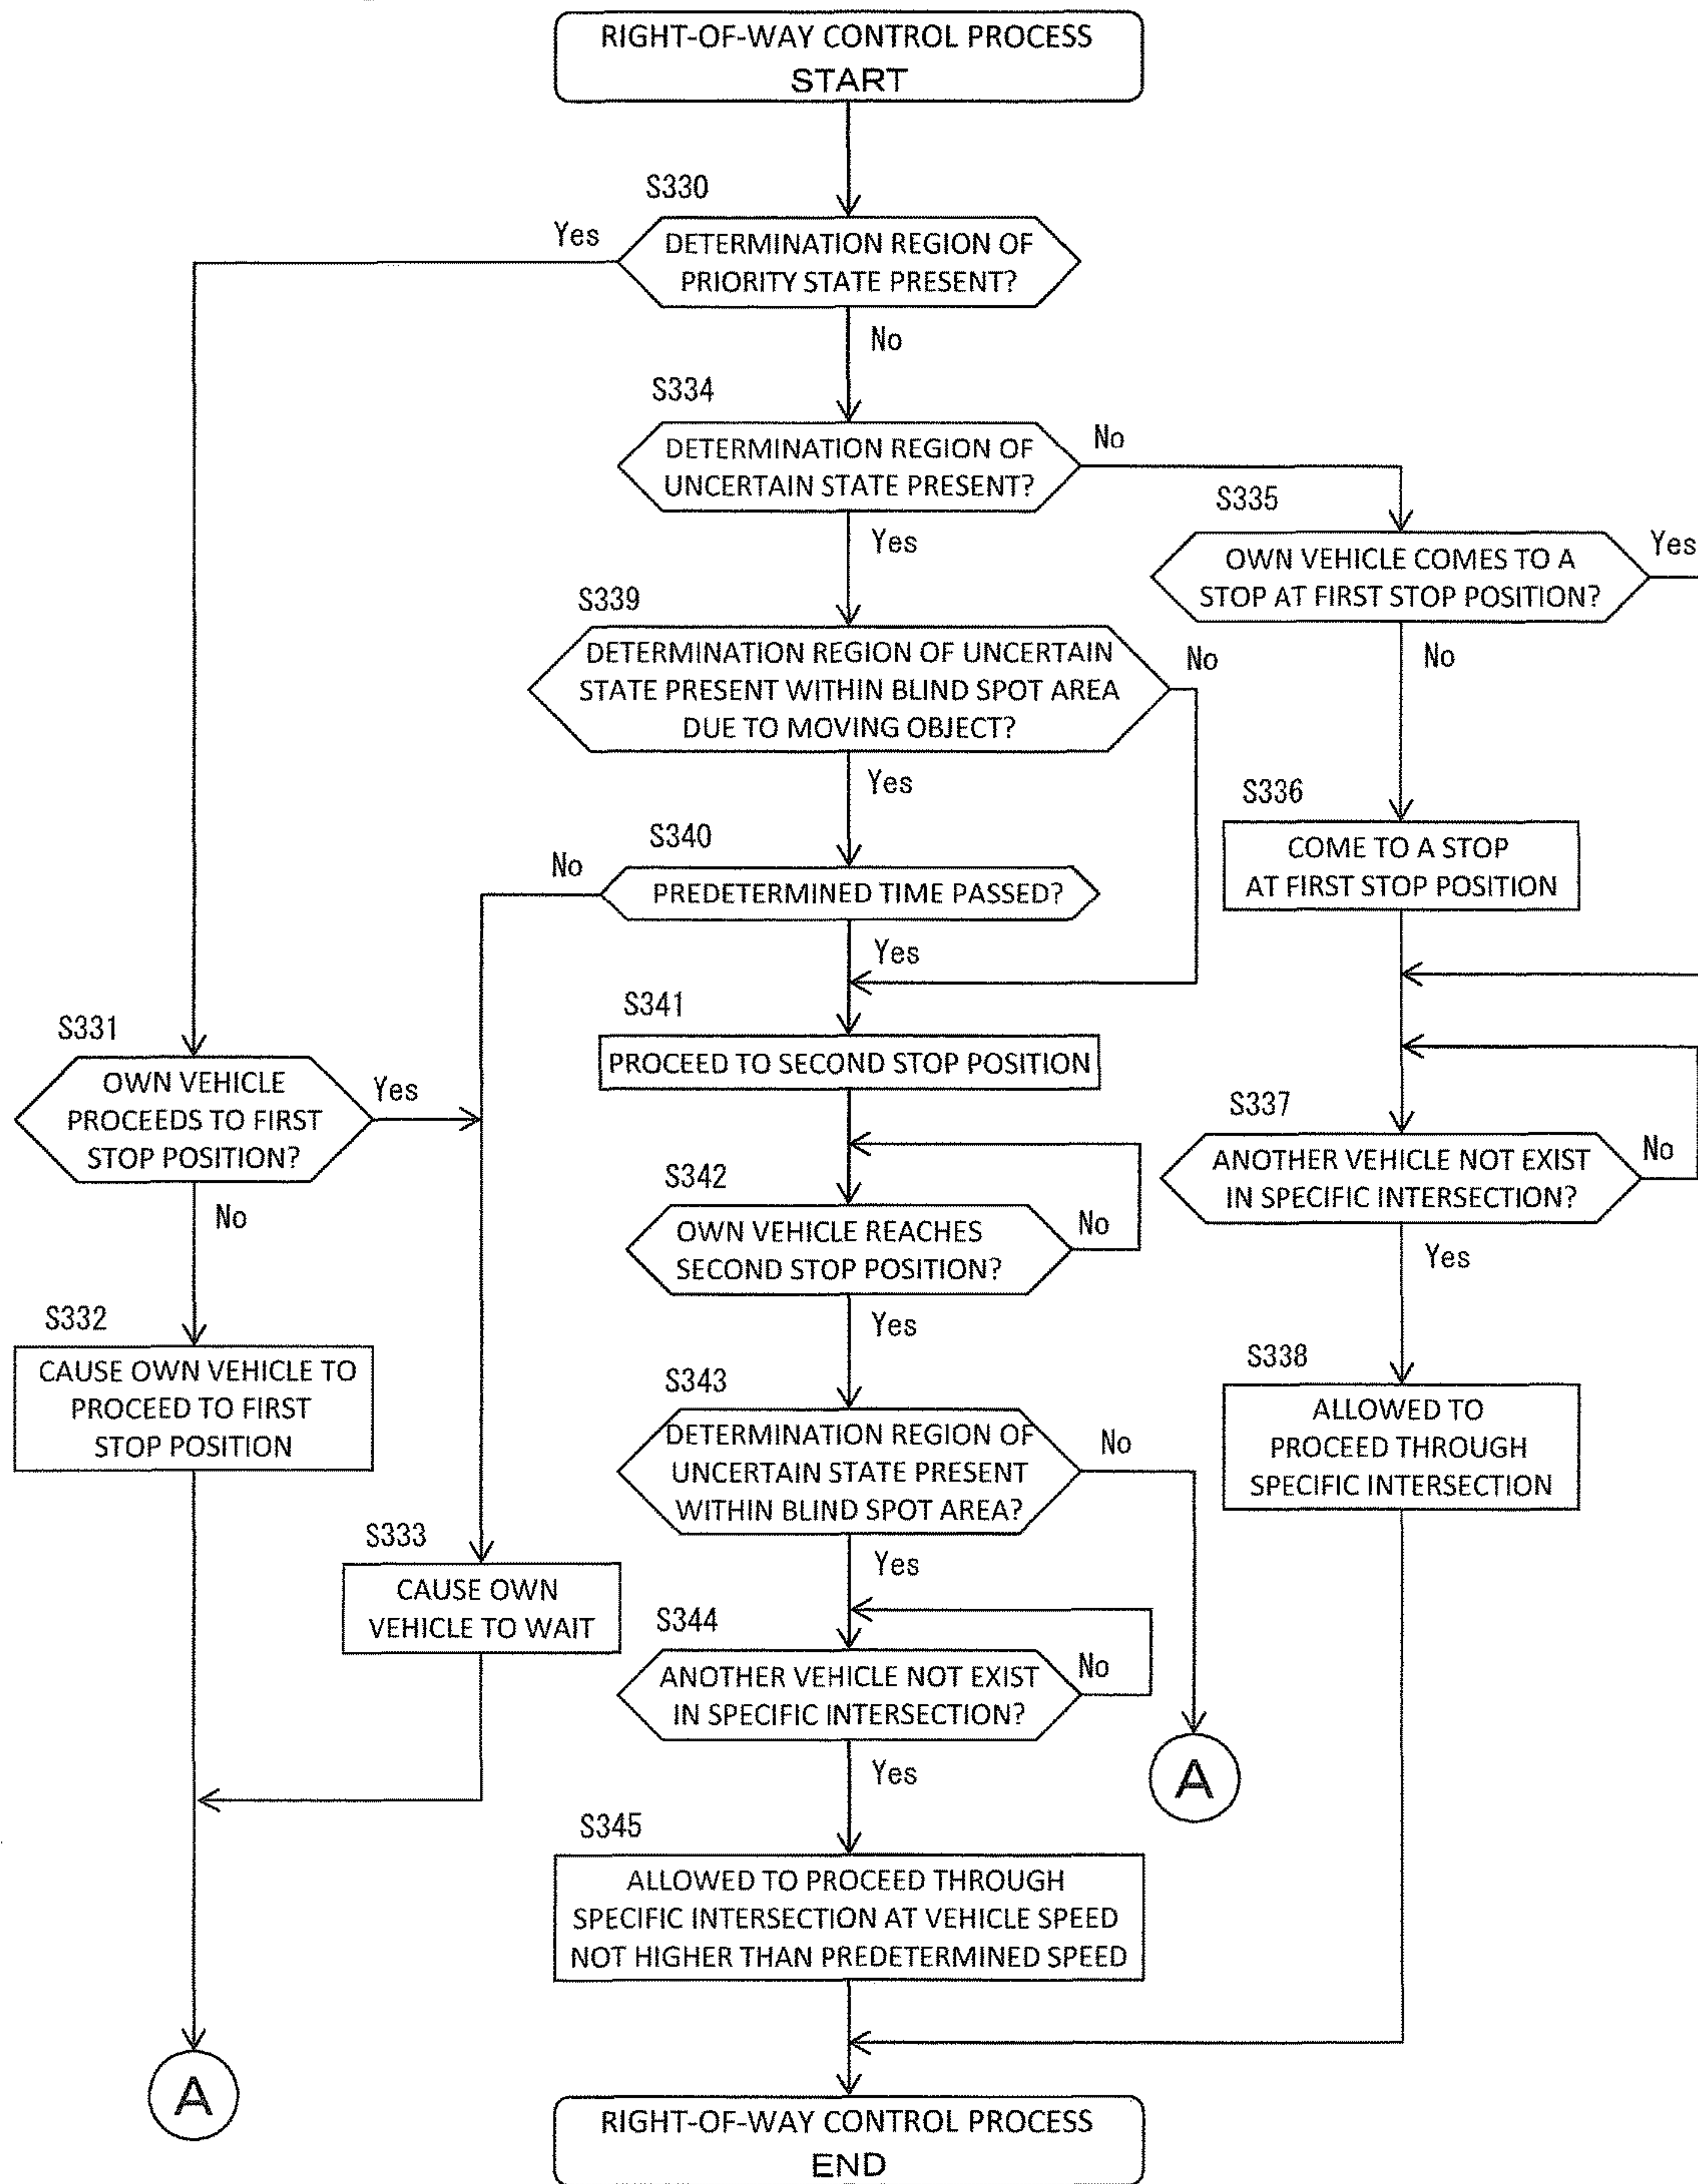 RIGHT-OF-WAY CONTROL PROCESS
START
S330
Yes
DETERMINATION REGION OF
PRIORITY STATE PRESENT?
No
S334
DETERMINATION REGION OF
UNCERTAIN STATE PRESENT?
No
Yes
S335
OWN VEHICLE COMES TO A
STOP AT FIRST STOP POSITION?
Yes
No
S339
DETERMINATION REGION OF UNCERTAIN
STATE PRESENT WITHIN BLIND SPOT AREA
DUE TO MOVING OBJECT?
No
Yes
S336
COME TO A STOP
AT FIRST STOP POSITION
S340
No
PREDETERMINED TIME PASSED?
Yes
S341
PROCEED TO SECOND STOP POSITION
S331
OWN VEHICLE
PROCEEDS TO FIRST
STOP POSITION?
Yes
No
S337
ANOTHER VEHICLE NOT EXIST
IN SPECIFIC INTERSECTION?
No
Yes
S342
OWN VEHICLE REACHES
SECOND STOP POSITION?
No
Yes
S332
CAUSE OWN VEHICLE TO
PROCEED TO FIRST
STOP POSITION
S338
ALLOWED TO
PROCEED THROUGH
SPECIFIC INTERSECTION
S343
DETERMINATION REGION OF
UNCERTAIN STATE PRESENT
WITHIN BLIND SPOT AREA?
No
Yes
S333
CAUSE OWN
VEHICLE TO WAIT
S344
ANOTHER VEHICLE NOT EXIST
IN SPECIFIC INTERSECTION?
No
Yes
A
S345
ALLOWED TO PROCEED THROUGH
SPECIFIC INTERSECTION AT VEHICLE SPEED
NOT HIGHER THAN PREDETERMINED SPEED
A
RIGHT-OF-WAY CONTROL PROCESS
END